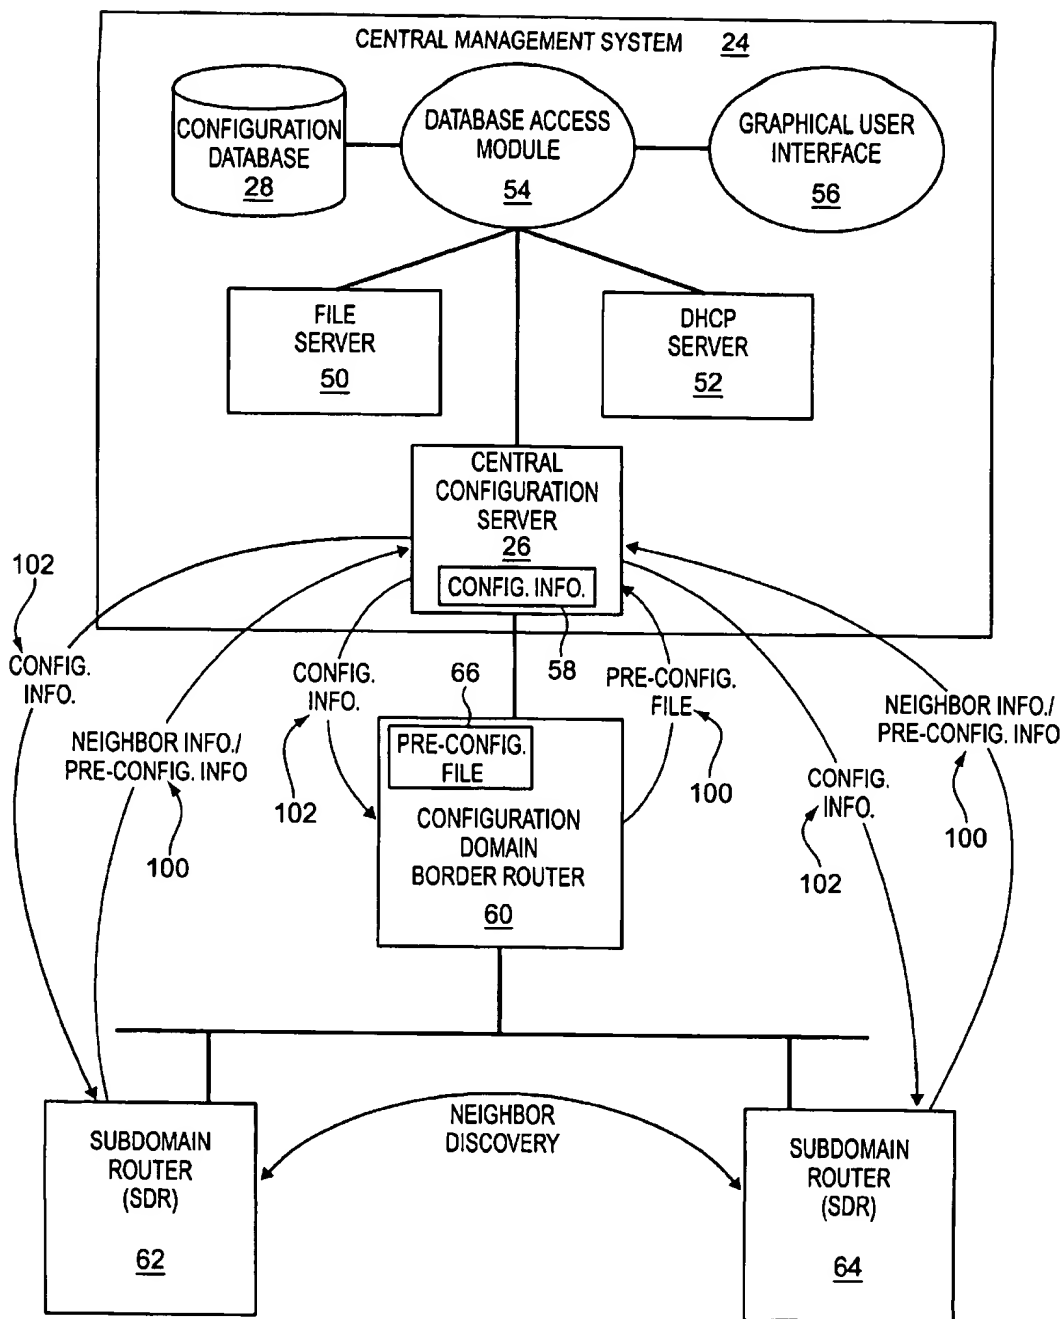 CENTRAL MANAGEMENT SYSTEM 24
CONFIGURATION
DATABASE
28
DATABASE ACCESS
MODULE
54
GRAPHICAL USER
INTERFACE
56
FILE
SERVER
50
DHCP
SERVER
52
CENTRAL
CONFIGURATION
SERVER
26
CONFIG. INFO.
58
102
CONFIG.
INFO.
NEIGHBOR INFO./
PRE-CONFIG. INFO
100
CONFIG.
INFO.
102
66
PRE-CONFIG.
FILE
CONFIGURATION
DOMAIN
BORDER ROUTER
60
PRE-CONFIG.
FILE
100
CONFIG.
INFO.
102
NEIGHBOR INFO./
PRE-CONFIG. INFO
100
NEIGHBOR
DISCOVERY
SUBDOMAIN
ROUTER
(SDR)
62
SUBDOMAIN
ROUTER
(SDR)
64